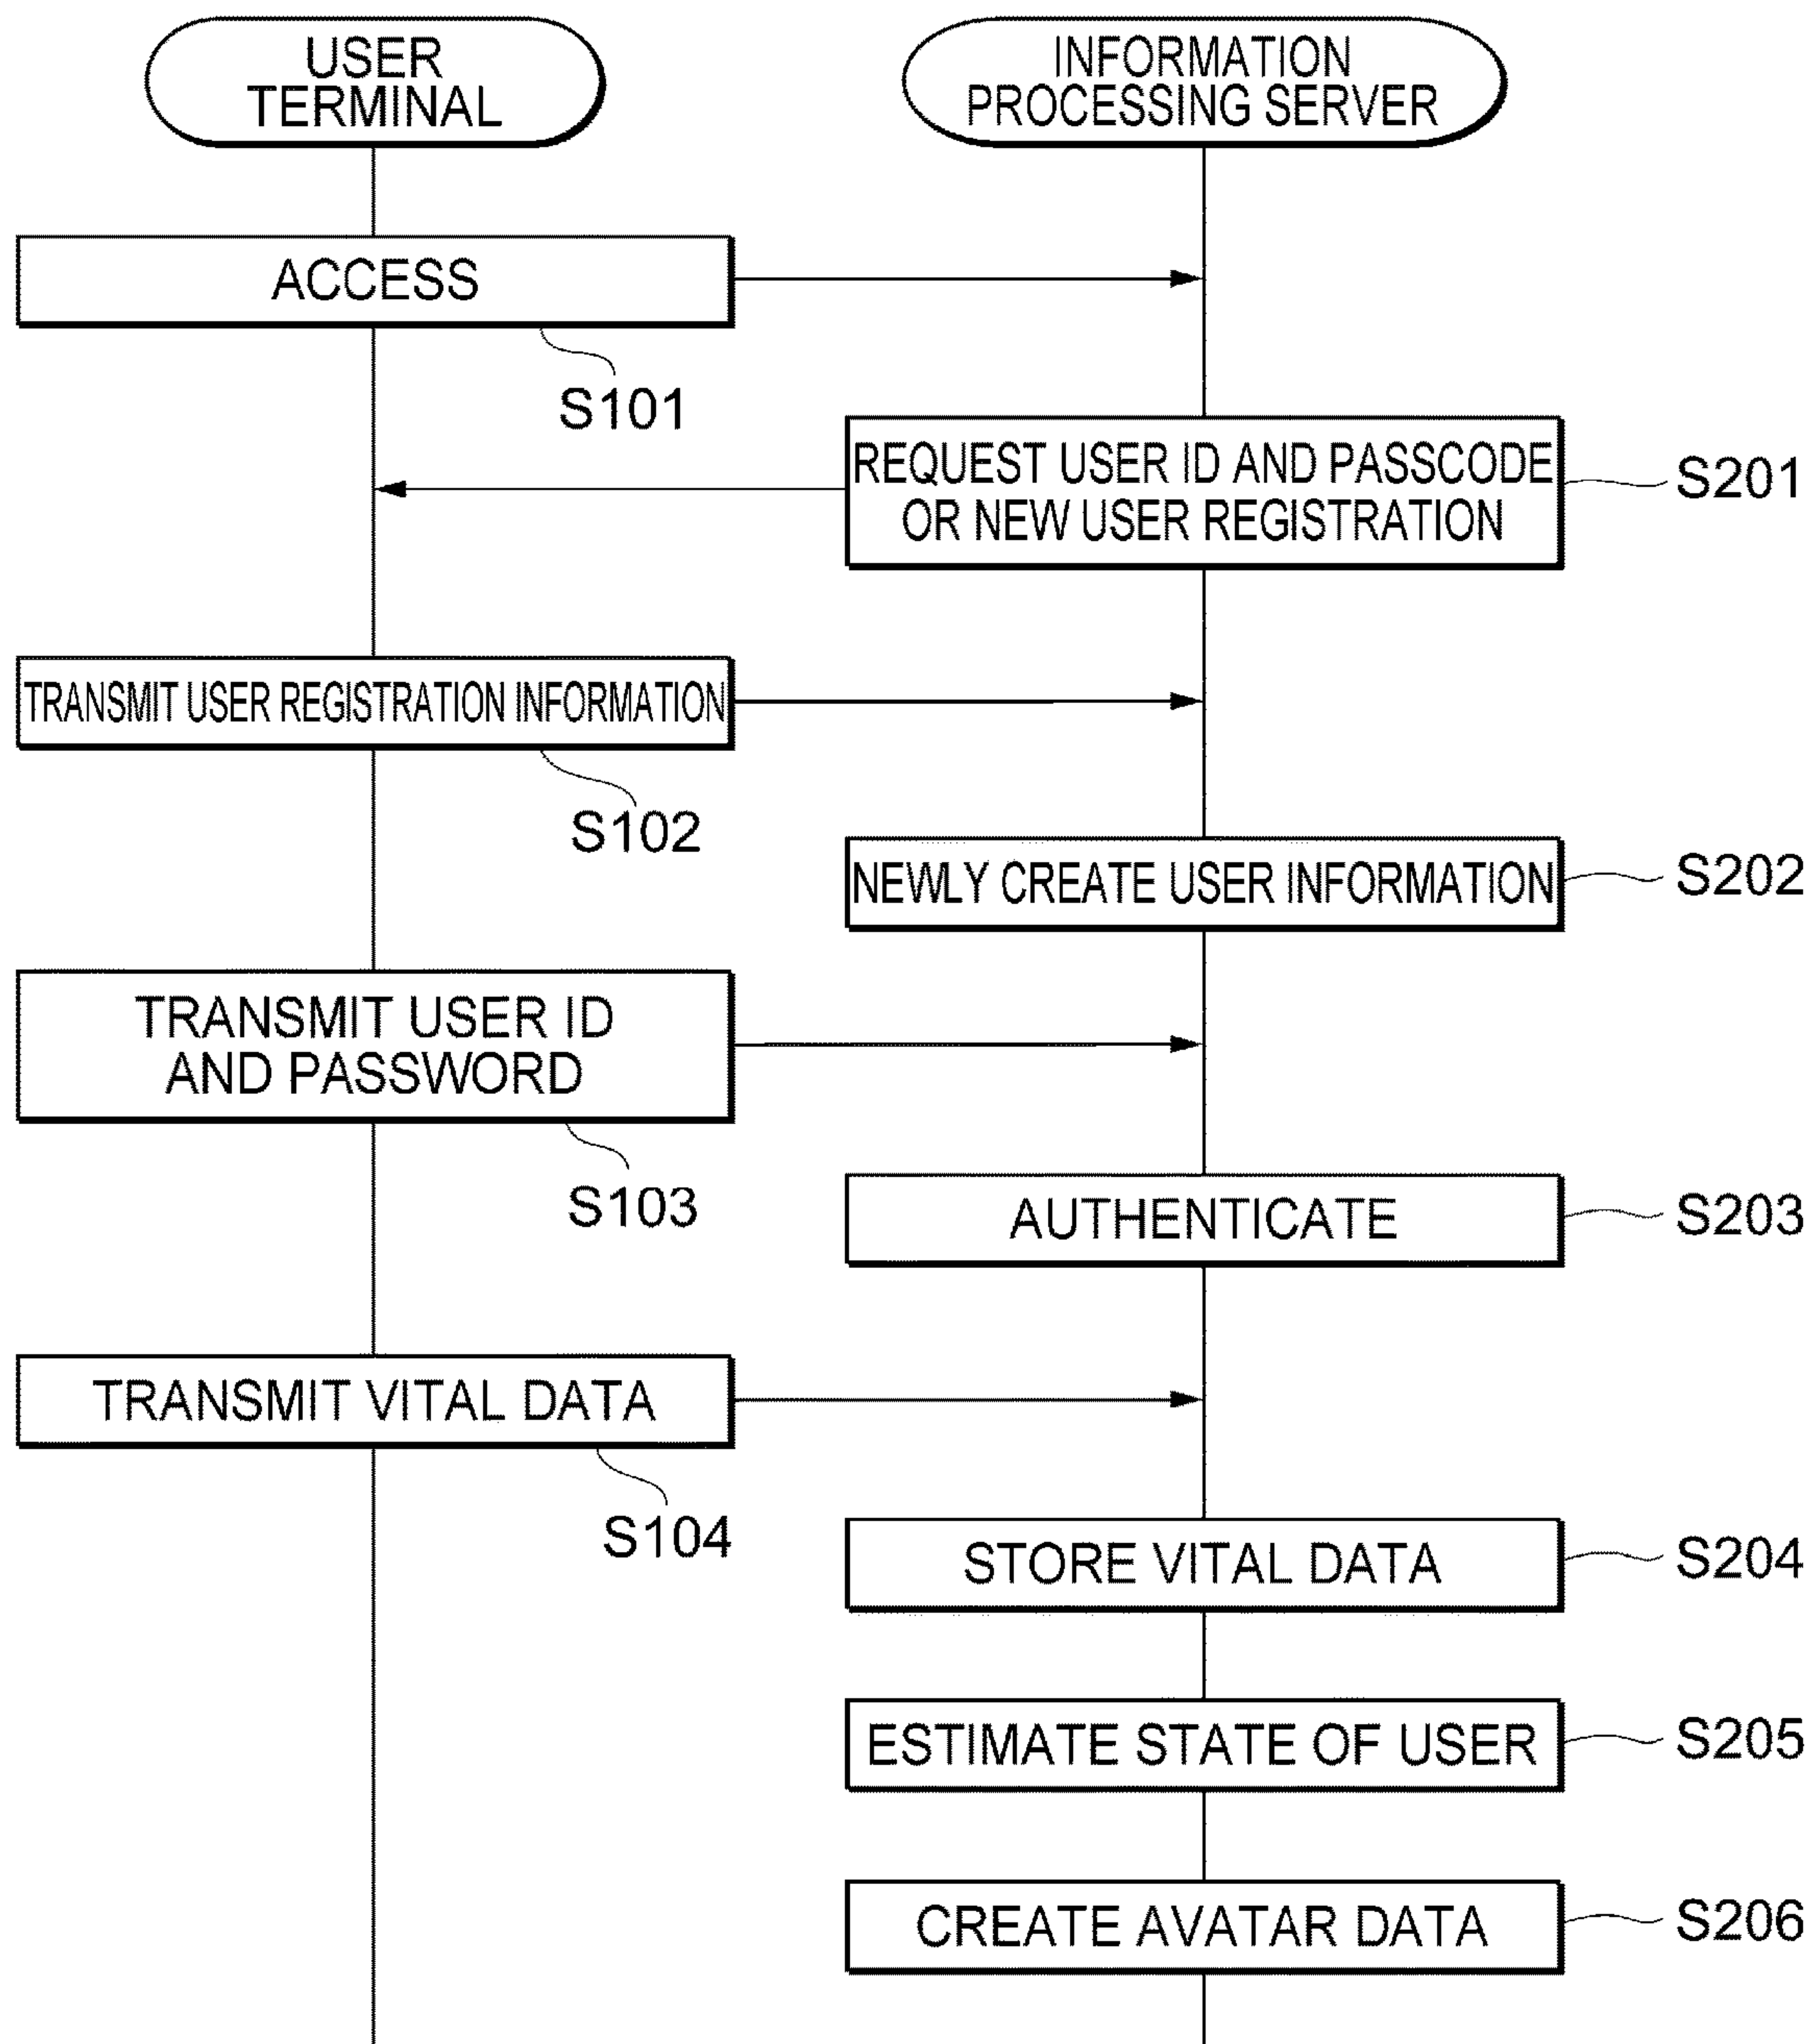 USER
TERMINAL
INFORMATION
PROCESSING SERVER
ACCESS
S101
REQUEST USER ID AND PASSCODE
OR NEW USER REGISTRATION
S201
TRANSMIT USER REGISTRATION INFORMATION
S102
NEWLY CREATE USER INFORMATION
S202
TRANSMIT USER ID
AND PASSWORD
S103
AUTHENTICATE
S203
TRANSMIT VITAL DATA
S104
STORE VITAL DATA
S204
ESTIMATE STATE OF USER
S205
CREATE AVATAR DATA
S206